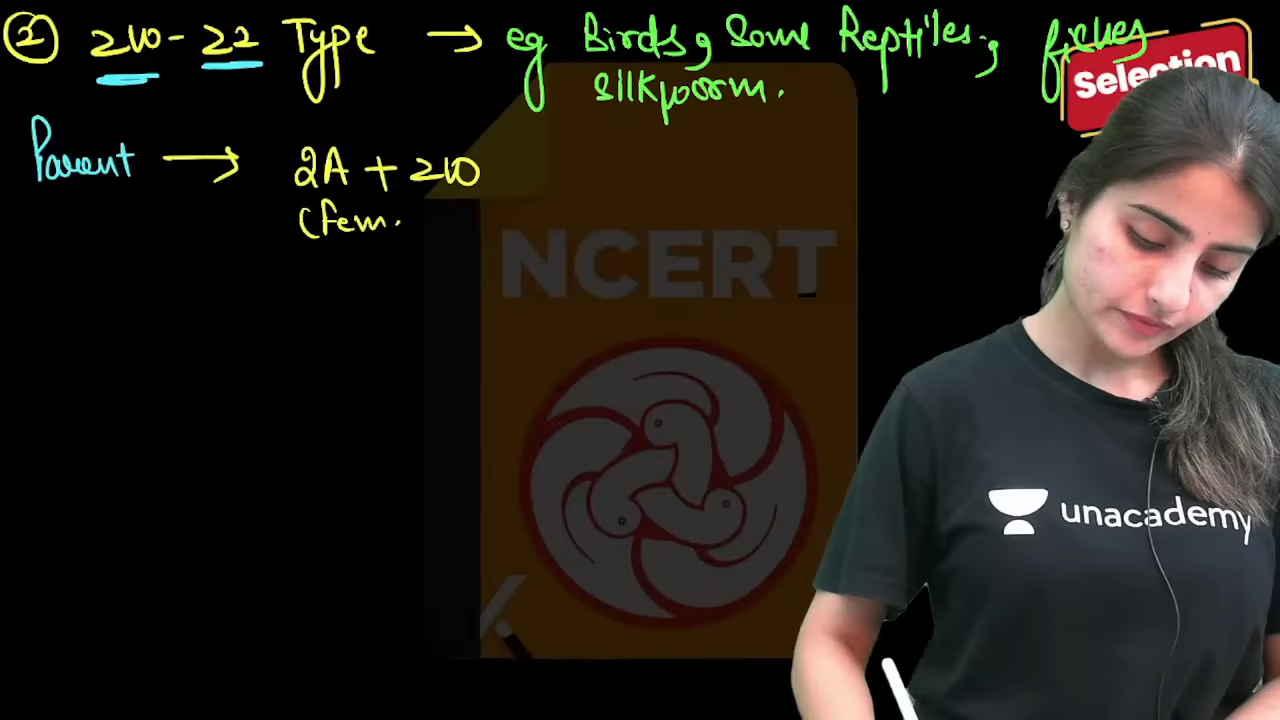 ② ZW - ZZ Type → eg Birds, Some Reptiles, fishes
silkworm.
Selection
Parent → 2A + ZW
(fem.
NCERT
unacademy